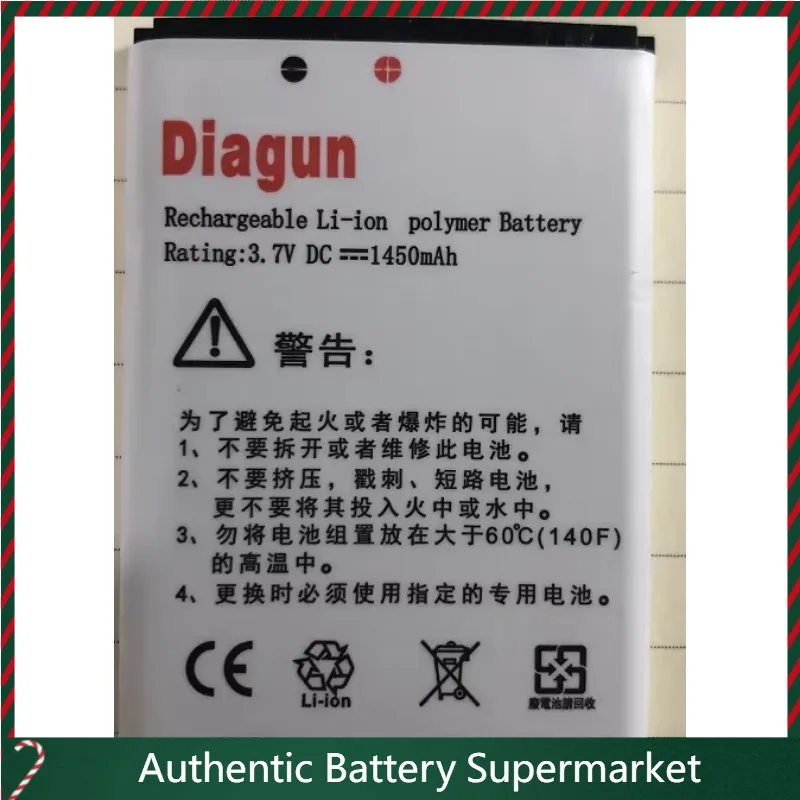 Diagun
Rechargeable Li-ion polymer Battery
Rating:3.7V DC⎓1450mAh
警告：
为了避免起火或者爆炸的可能，请
1、不要拆开或者维修此电池。
2、不要挤压，戳刺、短路电池，
更不要将其投入火中或水中。
3、勿将电池组置放在大于60℃(140F)
的高温中。
4、更换时必须使用指定的专用电池。
CE
Li-ion
廢電池請回收
Authentic Battery Supermarket